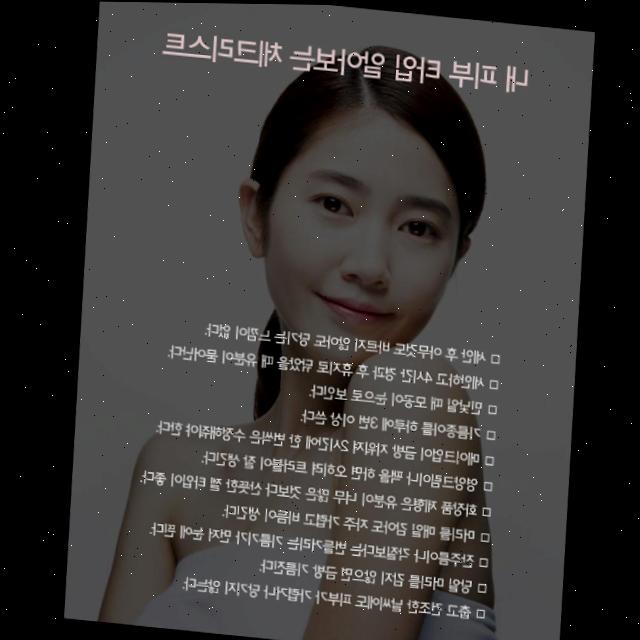 내 피부 타입 알아보는 체크리스트
□ 세안 후 아무것도 바르지 않아도 당기는 느낌이 없다.
□ 세안하고 4시간 경과 후 휴지로 닦았을 때 유분이 묻어난다.
□ 민낯일 때 모공이 눈으로 보인다.
□ 기름종이를 하루에 3번 이상 쓴다.
□ 메이크업이 금방 지워져 2시간에 한 번씩은 수정해줘야 한다.
□ 영양크림이나 팩을 하면 오히려 트러블이 잘 생긴다.
□ 화장품 제형은 유분이 너무 많은 것보다 산뜻한 젤 타입이 좋다.
□ 머리를 매일 감아도 자주 가렵고 비듬이 생긴다.
□ 잔주름이나 각질보다는 번들거리는 기름기가 먼저 눈에 띈다.
□ 당일 머리를 감지 않으면 금방 기름진다.
□ 춥고 건조한 날씨에도 피부가 가렵거나 당기지 않는다.